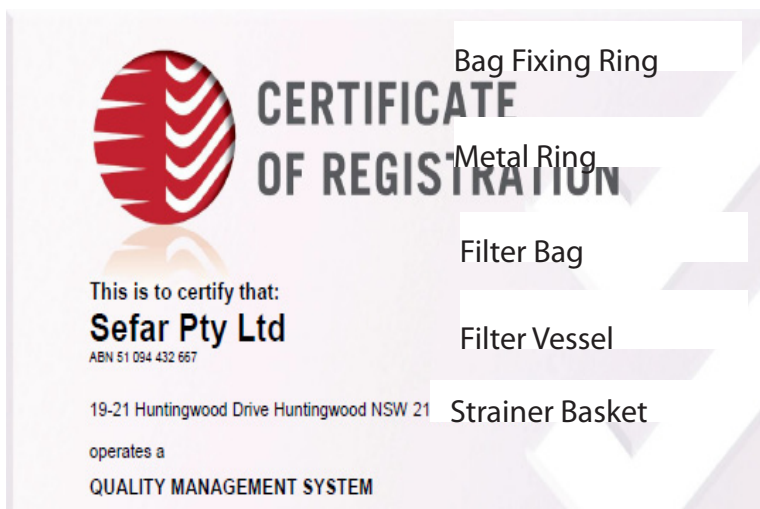 Bag Fixing Ring
CERTIFICATE
Metal Ring
OF REGISTRATION
Filter Bag
This is to certify that:
Sefar Pty Ltd
ABN 51 094 432 667
Filter Vessel
19-21 Huntingwood Drive Huntingwood NSW 21
Strainer Basket
operates a
QUALITY MANAGEMENT SYSTEM